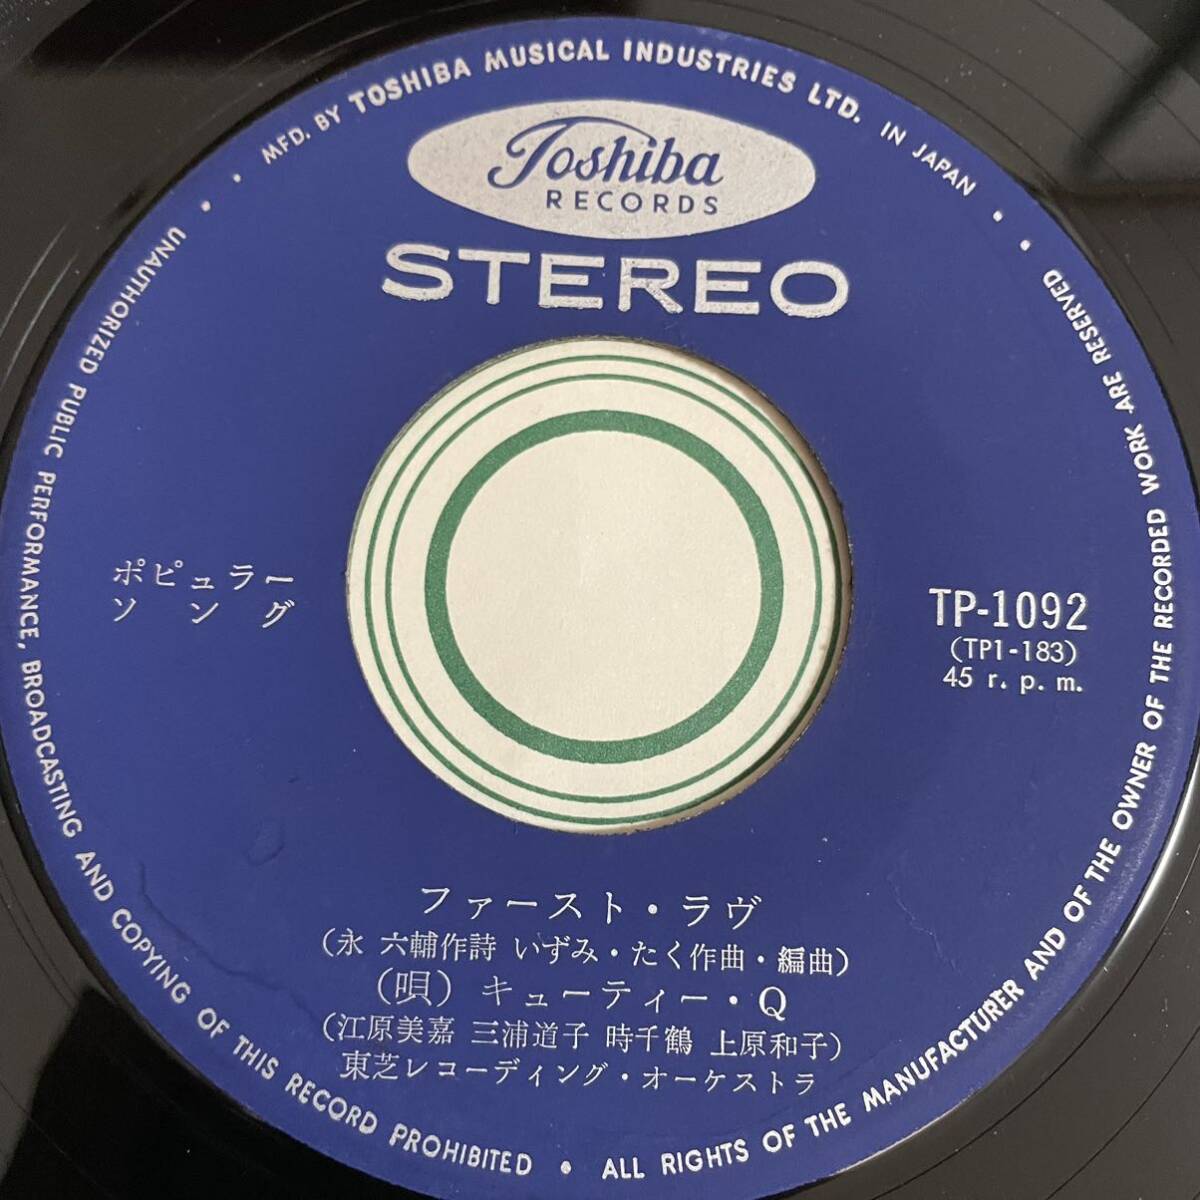 MFD. BY TOSHIBA MUSICAL INDUSTRIES LTD. IN JAPAN
Toshiba
RECORDS
STEREO
ポピュラー
ソング
TP-1092
(TP1-183)
45 r.p.m.
ファースト・ラヴ
(永 六輔作詩 いずみ・たく作曲・編曲)
(唄) キューティー・Q
(江原美嘉 三浦道子 時千鶴 上原和子)
東芝レコーディング・オーケストラ
UNAUTHORIZED PUBLIC PERFORMANCE, BROADCASTING AND COPYING OF THIS RECORD PROHIBITED • ALL RIGHTS OF THE MANUFACTURER AND OF THE OWNER OF THE RECORDED WORK ARE RESERVED